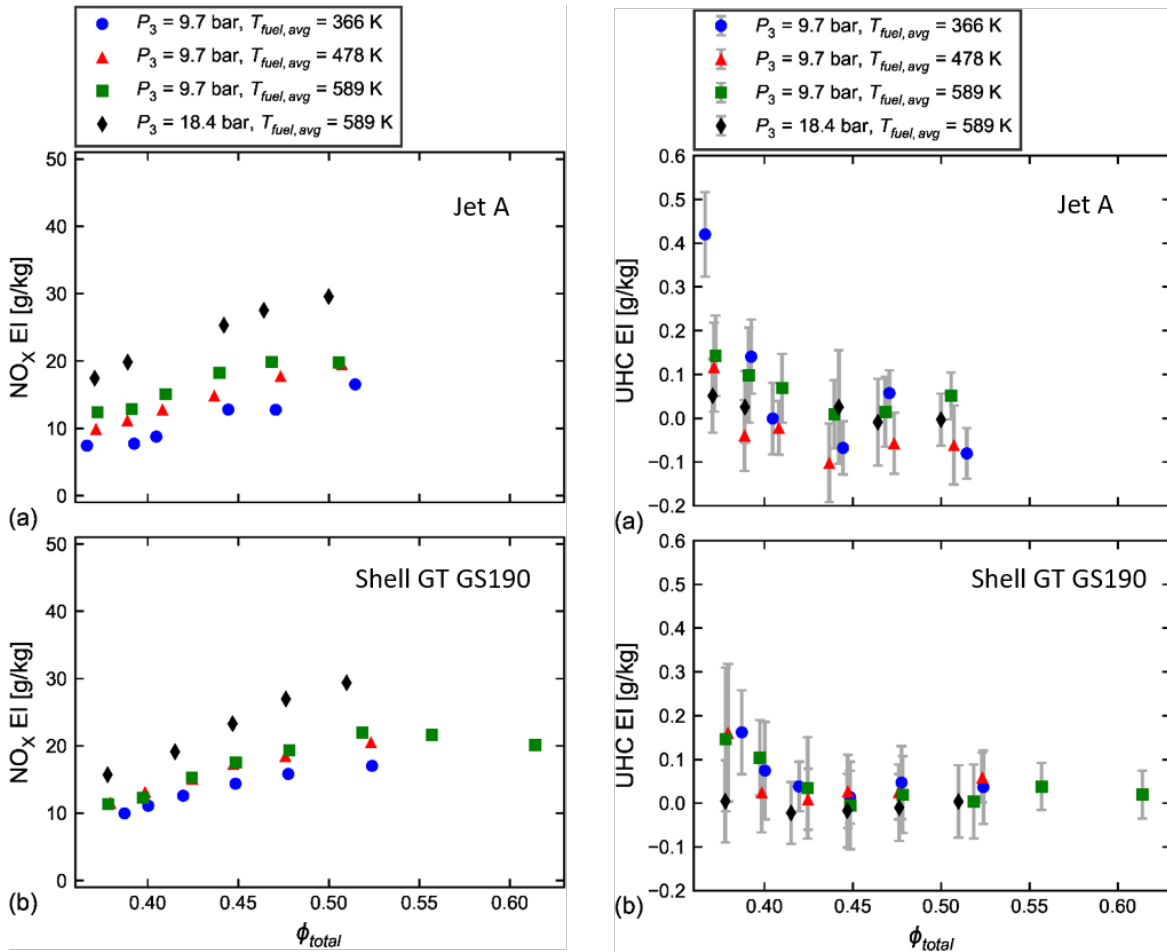 P3 = 9.7 bar, Tfuel,avg = 366 K
P3 = 9.7 bar, Tfuel,avg = 478 K
P3 = 9.7 bar, Tfuel,avg = 589 K
P3 = 18.4 bar, Tfuel,avg = 589 K
50
40
30
20
10
0
NOX EI [g/kg]
Jet A
(a)
50
40
30
20
10
0
NOX EI [g/kg]
Shell GT GS190
(b)
0.40
0.45
0.50
0.55
0.60
ϕtotal
P3 = 9.7 bar, Tfuel,avg = 366 K
P3 = 9.7 bar, Tfuel,avg = 478 K
P3 = 9.7 bar, Tfuel,avg = 589 K
P3 = 18.4 bar, Tfuel,avg = 589 K
0.6
0.5
0.4
0.3
0.2
0.1
0.0
−0.1
−0.2
UHC EI [g/kg]
Jet A
(a)
0.6
0.5
0.4
0.3
0.2
0.1
0.0
−0.1
−0.2
UHC EI [g/kg]
Shell GT GS190
(b)
0.40
0.45
0.50
0.55
0.60
ϕtotal